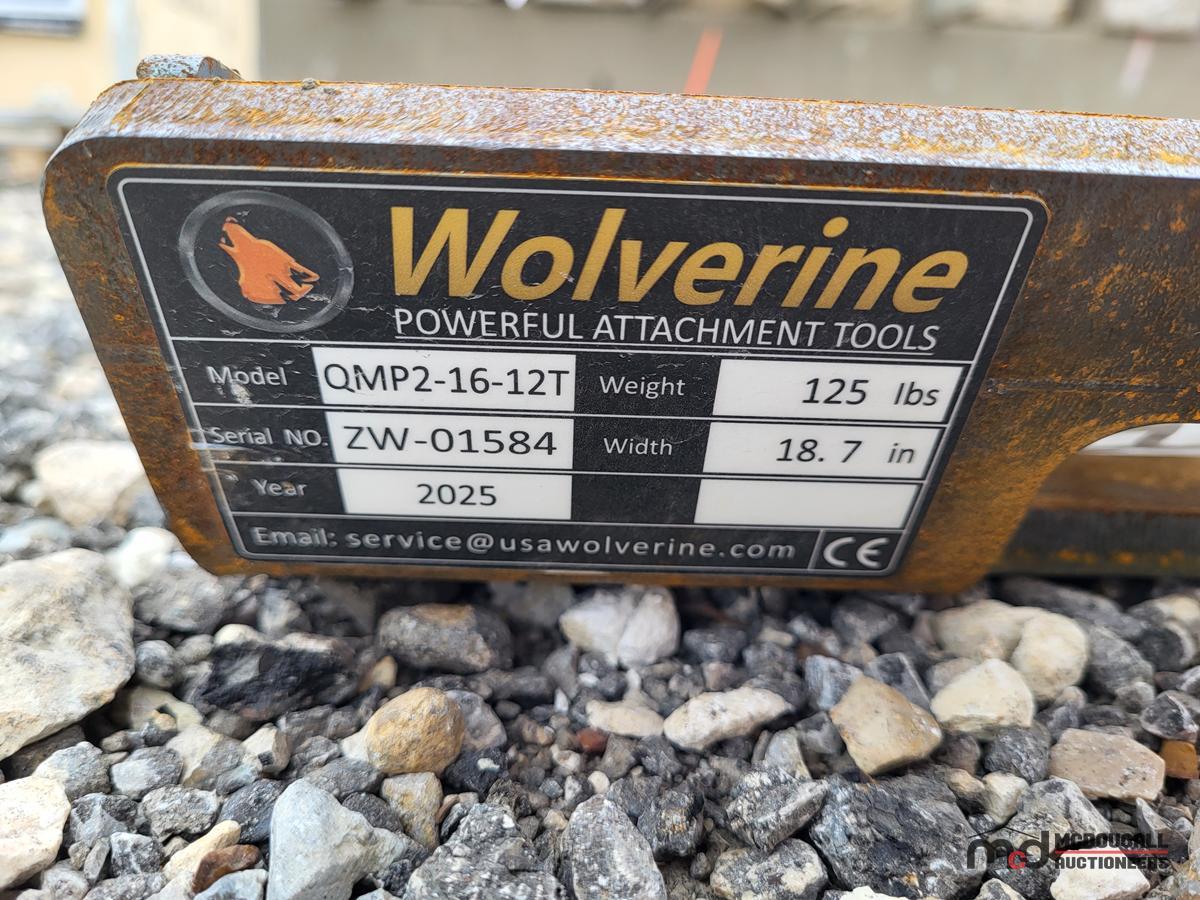 Wolverine
POWERFUL ATTACHMENT TOOLS
Model QMP2-16-12T Weight 125 lbs
Serial NO. ZW-01584 Width 18.7 in
Year 2025
Email: service@usawolverine.com CE
mcd MCDOUGALL
AUCTIONEERS